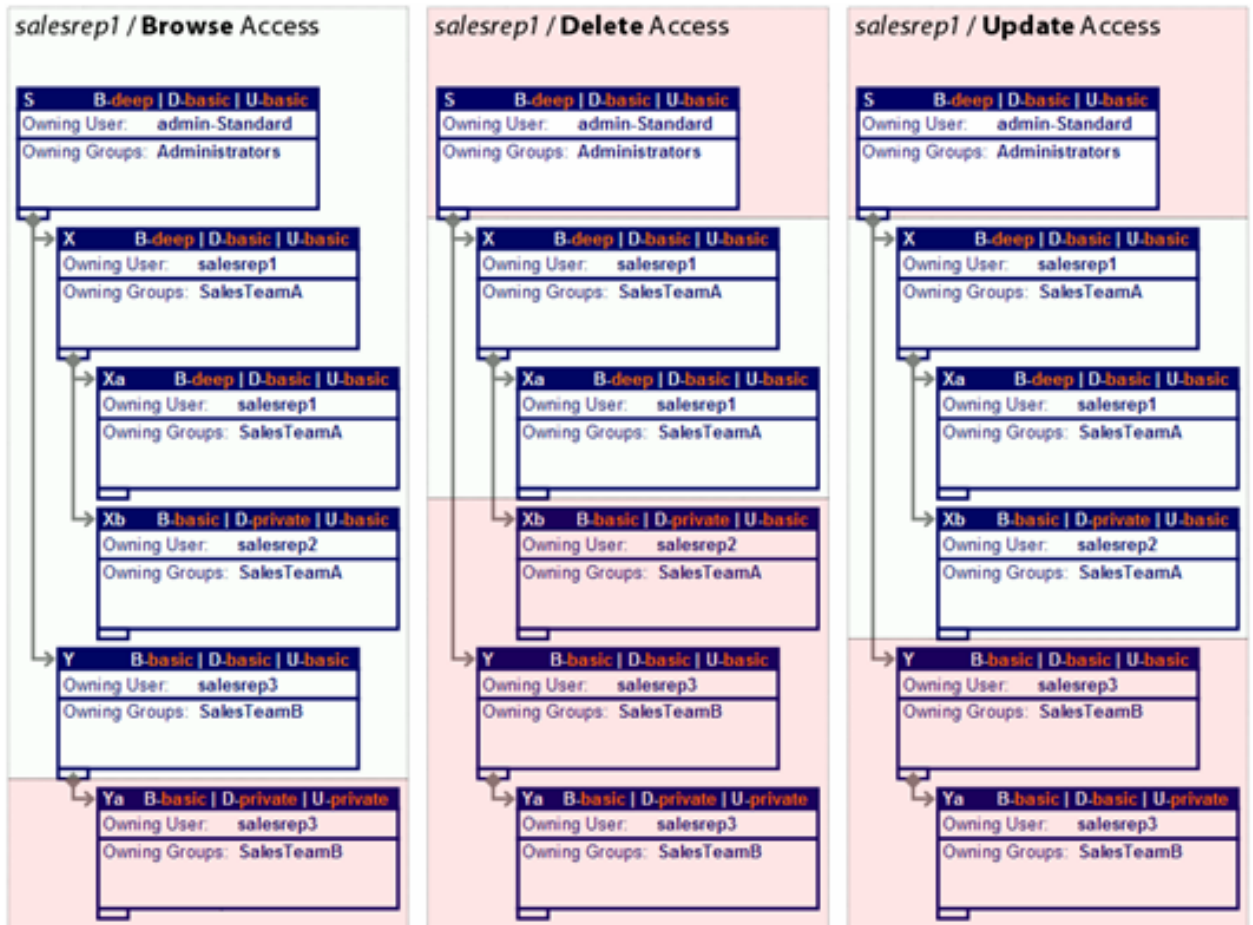 salesrep1 / Browse Access
S B-deep | D-basic | U-basic
Owning User: admin-Standard
Owning Groups: Administrators
X B-deep | D-basic | U-basic
Owning User: salesrep1
Owning Groups: SalesTeamA
Xa B-deep | D-basic | U-basic
Owning User: salesrep1
Owning Groups: SalesTeamA
Xb B-basic | D-private | U-basic
Owning User: salesrep2
Owning Groups: SalesTeamA
Y B-basic | D-basic | U-basic
Owning User: salesrep3
Owning Groups: SalesTeamB
Ya B-basic | D-private | U-private
Owning User: salesrep3
Owning Groups: SalesTeamB
salesrep1 / Delete Access
S B-deep | D-basic | U-basic
Owning User: admin-Standard
Owning Groups: Administrators
X B-deep | D-basic | U-basic
Owning User: salesrep1
Owning Groups: SalesTeamA
Xa B-deep | D-basic | U-basic
Owning User: salesrep1
Owning Groups: SalesTeamA
Xb B-basic | D-private | U-basic
Owning User: salesrep2
Owning Groups: SalesTeamA
Y B-basic | D-basic | U-basic
Owning User: salesrep3
Owning Groups: SalesTeamB
Ya B-basic | D-private | U-private
Owning User: salesrep3
Owning Groups: SalesTeamB
salesrep1 / Update Access
S B-deep | D-basic | U-basic
Owning User: admin-Standard
Owning Groups: Administrators
X B-deep | D-basic | U-basic
Owning User: salesrep1
Owning Groups: SalesTeamA
Xa B-deep | D-basic | U-basic
Owning User: salesrep1
Owning Groups: SalesTeamA
Xb B-basic | D-private | U-basic
Owning User: salesrep2
Owning Groups: SalesTeamA
Y B-basic | D-basic | U-basic
Owning User: salesrep3
Owning Groups: SalesTeamB
Ya B-basic | D-basic | U-private
Owning User: salesrep3
Owning Groups: SalesTeamB